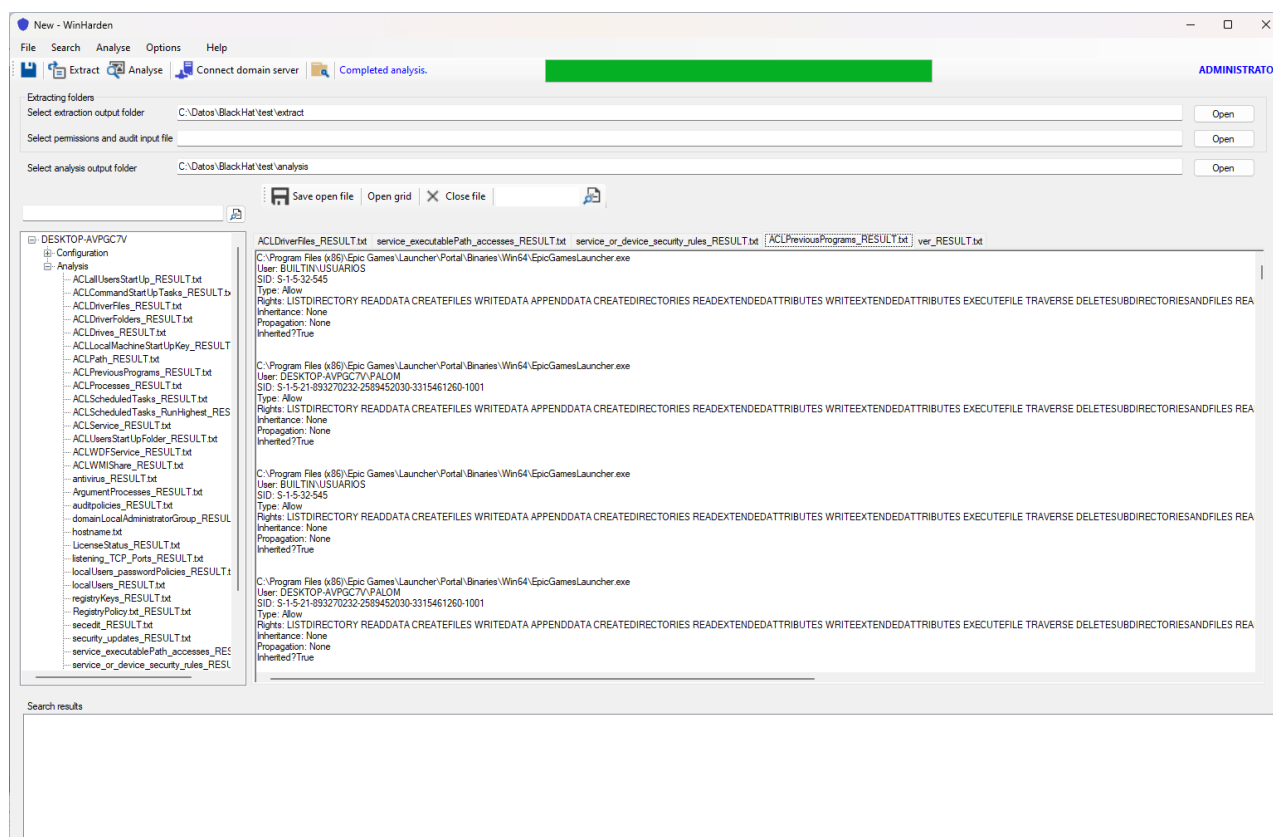 New - WinHarden
File Search Analyse Options Help
Extract Analyse Connect domain server Completed analysis. ADMINISTRATO
Extracting folders
Select extraction output folder C:\Datos\BlackHat\test\extract Open
Select permissions and audit input file Open
Select analysis output folder C:\Datos\BlackHat\test\analysis Open
Save open file Open grid Close file
ACLDriverFiles_RESULT.txt service_executablePath_accesses_RESULT.txt service_or_device_security_rules_RESULT.txt ACLPreviousPrograms_RESULT.txt ver_RESULT.txt
DESKTOP-AVPGC7V
Configuration
Analysis
ACLallUsersStartUp_RESULT.txt
ACLCommandStartUpTasks_RESULT.tx
ACLDriverFiles_RESULT.txt
ACLDriverFolders_RESULT.txt
ACLDrives_RESULT.txt
ACLLocalMachineStartUpKey_RESULT
ACLPath_RESULT.txt
ACLPreviousPrograms_RESULT.txt
ACLProcesses_RESULT.txt
ACLScheduledTasks_RESULT.txt
ACLScheduledTasks_RunHighest_RES
ACLService_RESULT.txt
ACLUsersStartUpFolder_RESULT.txt
ACLWDFService_RESULT.txt
ACLWMIShare_RESULT.txt
antivirus_RESULT.txt
ArgumentProcesses_RESULT.txt
auditpolicies_RESULT.txt
domainLocalAdministratorGroup_RESUL
hostname.txt
LicenseStatus_RESULT.txt
listening_TCP_Ports_RESULT.txt
localUsers_passwordPolicies_RESULT.t
localUsers_RESULT.txt
registryKeys_RESULT.txt
RegistryPolicy.txt_RESULT.txt
secedit_RESULT.txt
security_updates_RESULT.txt
service_executablePath_accesses_RES
service_or_device_security_rules_RESU
C:\Program Files (x86)\Epic Games\Launcher\Portal\Binaries\Win64\EpicGamesLauncher.exe
User: BUILTIN\USUARIOS
SID: S-1-5-32-545
Type: Allow
Rights: LISTDIRECTORY READDATA CREATEFILES WRITEDATA APPENDDATA CREATEDIRECTORIES READEXTENDEDATTRIBUTES WRITEEXTENDEDATTRIBUTES EXECUTEFILE TRAVERSE DELETESUBDIRECTORIESANDFILES REA
Inheritance: None
Propagation: None
Inherited?True
C:\Program Files (x86)\Epic Games\Launcher\Portal\Binaries\Win64\EpicGamesLauncher.exe
User: DESKTOP-AVPGC7V\PALOM
SID: S-1-5-21-893270232-2589452030-3315461260-1001
Type: Allow
Rights: LISTDIRECTORY READDATA CREATEFILES WRITEDATA APPENDDATA CREATEDIRECTORIES READEXTENDEDATTRIBUTES WRITEEXTENDEDATTRIBUTES EXECUTEFILE TRAVERSE DELETESUBDIRECTORIESANDFILES REA
Inheritance: None
Propagation: None
Inherited?True
C:\Program Files (x86)\Epic Games\Launcher\Portal\Binaries\Win64\EpicGamesLauncher.exe
User: BUILTIN\USUARIOS
SID: S-1-5-32-545
Type: Allow
Rights: LISTDIRECTORY READDATA CREATEFILES WRITEDATA APPENDDATA CREATEDIRECTORIES READEXTENDEDATTRIBUTES WRITEEXTENDEDATTRIBUTES EXECUTEFILE TRAVERSE DELETESUBDIRECTORIESANDFILES REA
Inheritance: None
Propagation: None
Inherited?True
C:\Program Files (x86)\Epic Games\Launcher\Portal\Binaries\Win64\EpicGamesLauncher.exe
User: DESKTOP-AVPGC7V\PALOM
SID: S-1-5-21-893270232-2589452030-3315461260-1001
Type: Allow
Rights: LISTDIRECTORY READDATA CREATEFILES WRITEDATA APPENDDATA CREATEDIRECTORIES READEXTENDEDATTRIBUTES WRITEEXTENDEDATTRIBUTES EXECUTEFILE TRAVERSE DELETESUBDIRECTORIESANDFILES REA
Inheritance: None
Propagation: None
Inherited?True
Search results